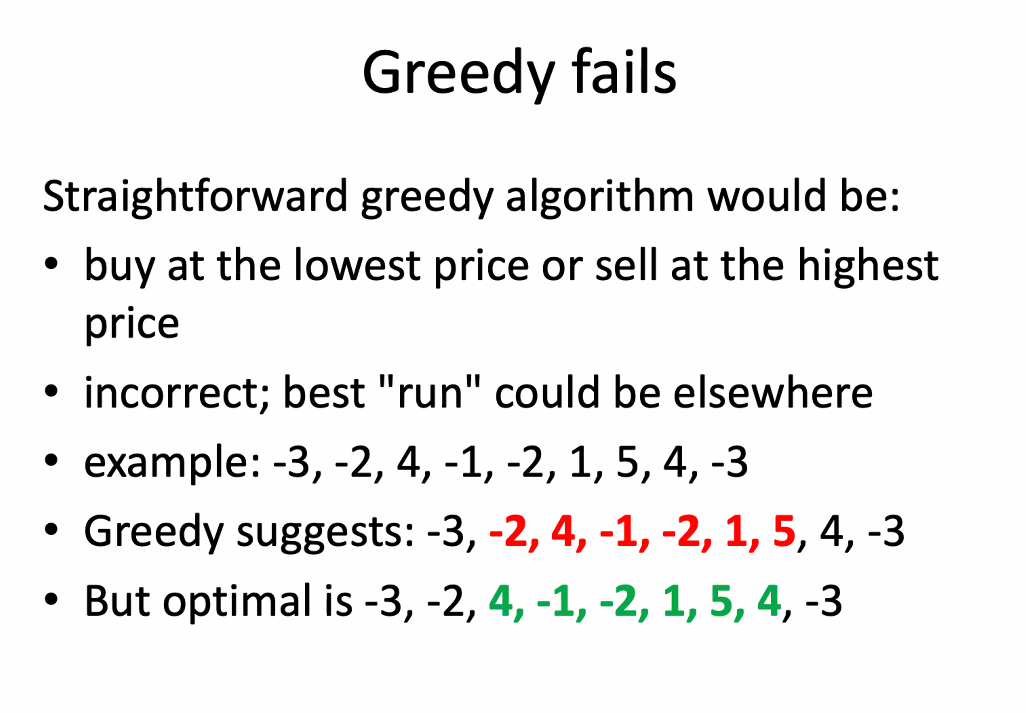 Greedy fails
Straightforward greedy algorithm would be:
• buy at the lowest price or sell at the highest
price
• incorrect; best "run" could be elsewhere
• example: -3, -2, 4, -1, -2, 1, 5, 4, -3
• Greedy suggests: -3, -2, 4, -1, -2, 1, 5, 4, -3
• But optimal is -3, -2, 4, -1, -2, 1, 5, 4, -3